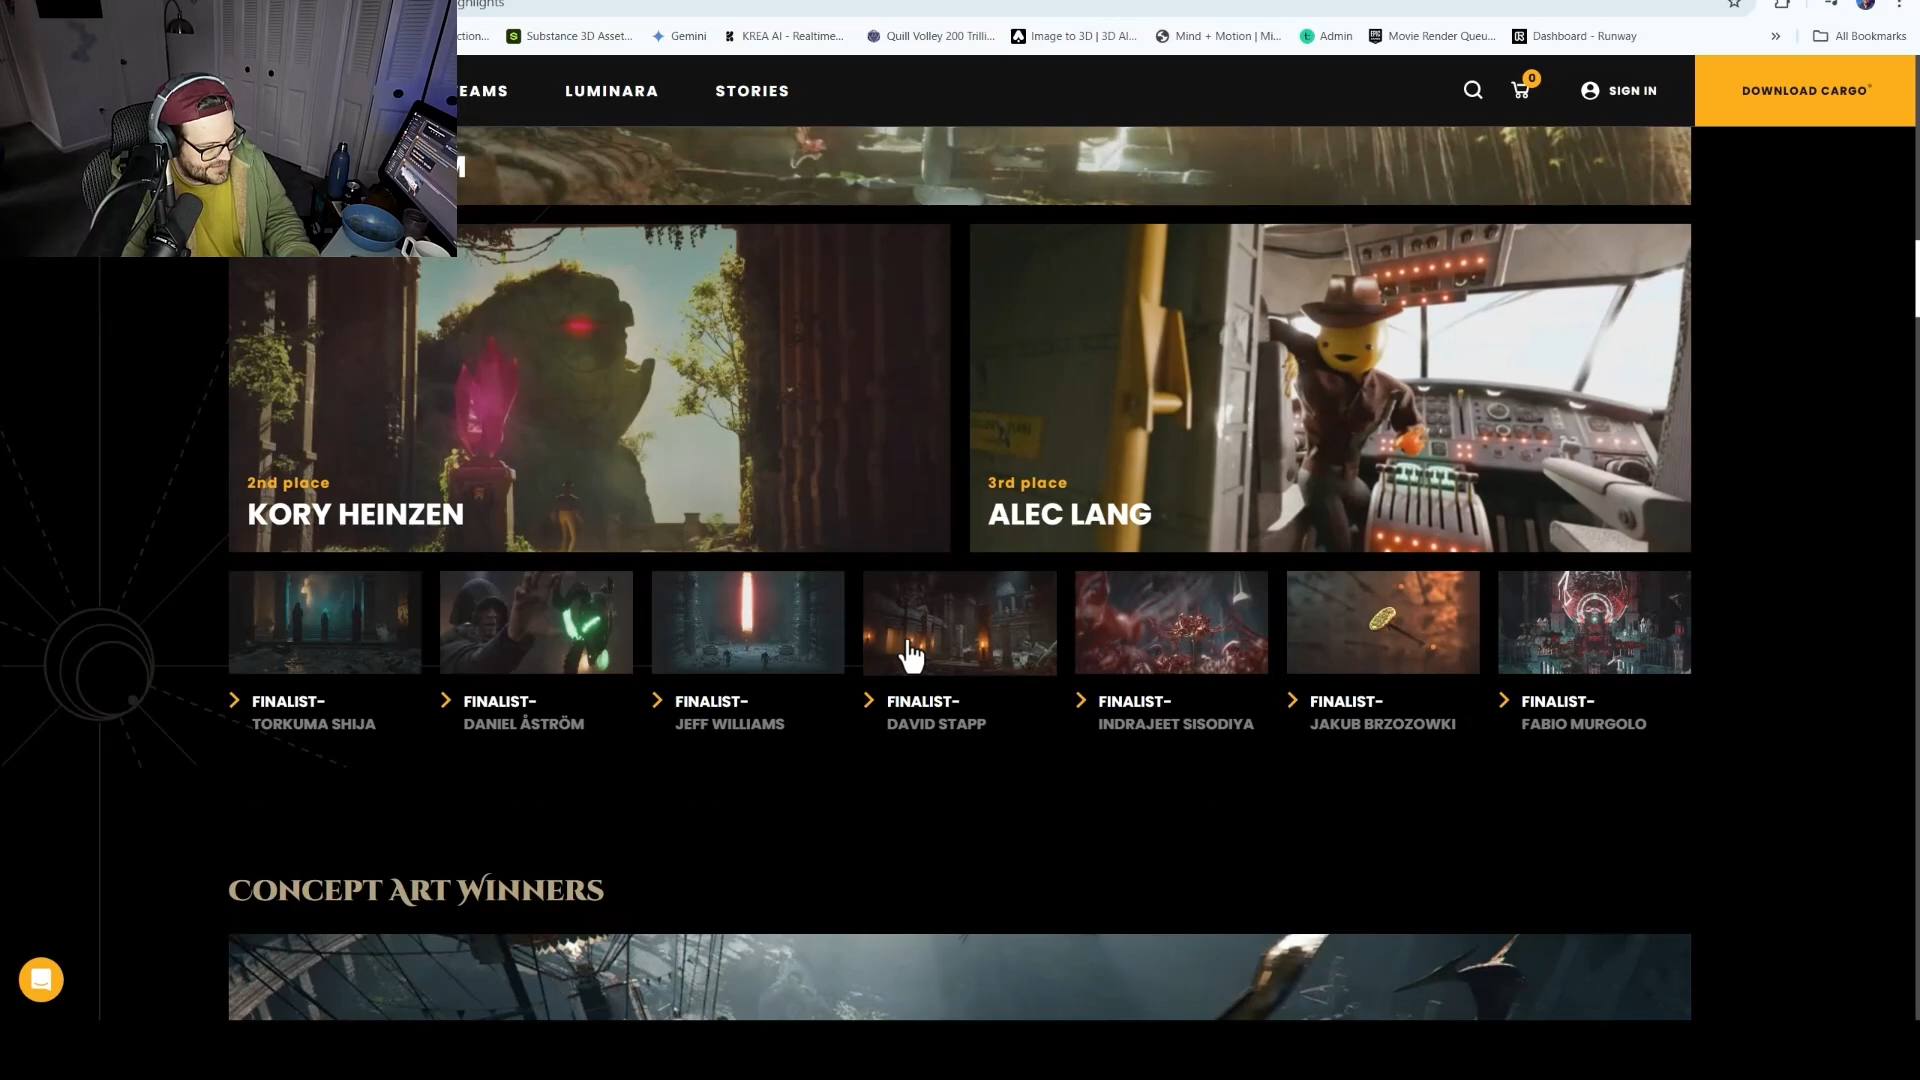 ghlights
ction...
Substance 3D Asset...
Gemini
KREA AI - Realtime...
Quill Volley 200 Trilli...
Image to 3D | 3D AI...
Mind + Motion | Mi...
Admin
Movie Render Queu...
Dashboard - Runway
All Bookmarks
EAMS
LUMINARA
STORIES
0
SIGN IN
DOWNLOAD CARGO
M
2nd place
KORY HEINZEN
3rd place
ALEC LANG
FINALIST-
TORKUMA SHIJA
FINALIST-
DANIEL ÅSTRÖM
FINALIST-
JEFF WILLIAMS
FINALIST-
DAVID STAPP
FINALIST-
INDRAJEET SISODIYA
FINALIST-
JAKUB BRZOZOWKI
FINALIST-
FABIO MURGOLO
CONCEPT ART WINNERS